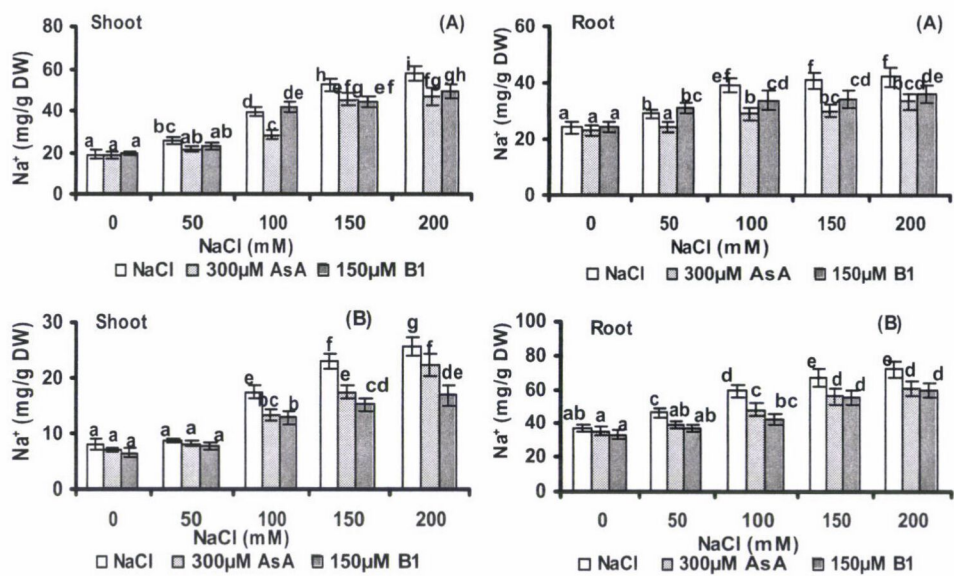 Shoot (A)
Na⁺ (mg/g DW)
80
60
40
20
0
a a a
bc ab ab
d c de
h efg ef
i fg gh
0 50 100 150 200
NaCl (mM)
NaCl 300µM AsA 150µM B1
Root (A)
Na⁺ (mg/g DW)
60
40
20
0
a a a
b a bc
ef b cd
f bc cd
f bcd de
0 50 100 150 200
NaCl (mM)
NaCl 300µM AsA 150µM B1
Shoot (B)
Na⁺ (mg/g DW)
30
20
10
0
a a a
a a a
e bc b
f e cd
g f de
0 50 100 150 200
NaCl (mM)
NaCl 300µM AsA 150µM B1
Root (B)
Na⁺ (mg/g DW)
100
80
60
40
20
0
ab a a
c ab ab
d c bc
e d d
e d d
0 50 100 150 200
NaCl (mM)
NaCl 300µM AsA 150µM B1